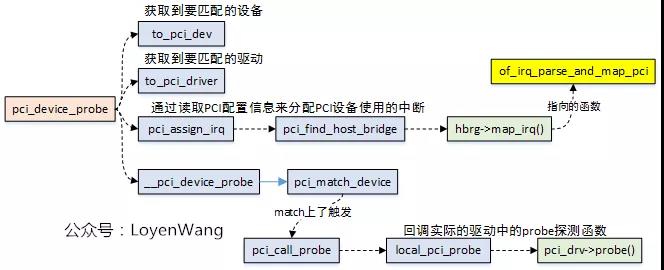 获取到要匹配的设备
to_pci_dev
获取到要匹配的驱动
to_pci_driver
of_irq_parse_and_map_pci
pci_device_probe
通过读取PCI配置信息来分配PCI设备使用的中断
指向的函数
pci_assign_irq
pci_find_host_bridge
hbrg->map_irq()
__pci_device_probe
pci_match_device
match上了触发
公众号：LoyenWang
回调实际的驱动中的probe探测函数
pci_call_probe
local_pci_probe
pci_drv->probe()